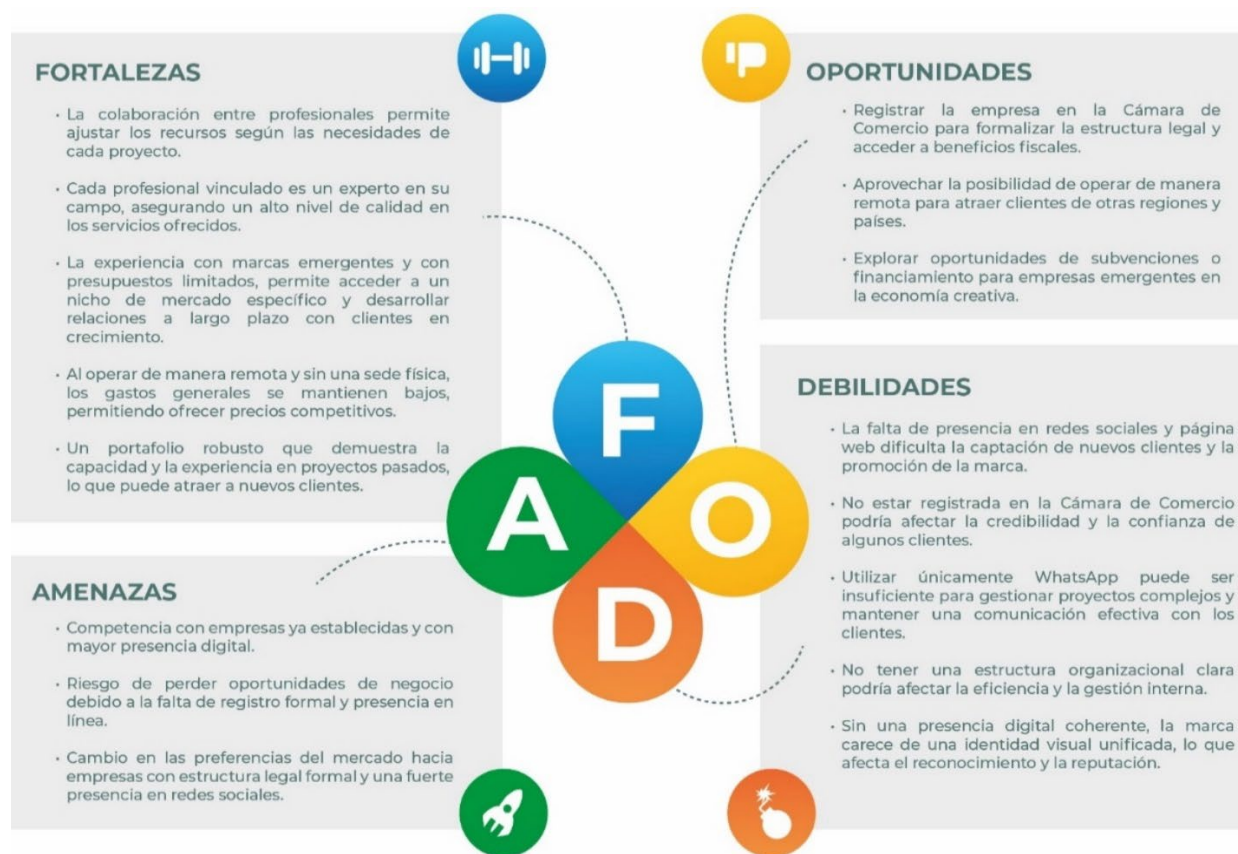 FORTALEZAS
• La colaboración entre profesionales permite
ajustar los recursos según las necesidades de
cada proyecto.
• Cada profesional vinculado es un experto en su
campo, asegurando un alto nivel de calidad en
los servicios ofrecidos.
• La experiencia con marcas emergentes y con
presupuestos limitados, permite acceder a un
nicho de mercado específico y desarrollar
relaciones a largo plazo con clientes en
crecimiento.
• Al operar de manera remota y sin una sede física,
los gastos generales se mantienen bajos,
permitiendo ofrecer precios competitivos.
• Un portafolio robusto que demuestra la
capacidad y la experiencia en proyectos pasados,
lo que puede atraer a nuevos clientes.
OPORTUNIDADES
• Registrar la empresa en la Cámara de
Comercio para formalizar la estructura legal y
acceder a beneficios fiscales.
• Aprovechar la posibilidad de operar de manera
remota para atraer clientes de otras regiones y
países.
• Explorar oportunidades de subvenciones o
financiamiento para empresas emergentes en
la economía creativa.
F
A
O
D
AMENAZAS
• Competencia con empresas ya establecidas y con
mayor presencia digital.
• Riesgo de perder oportunidades de negocio
debido a la falta de registro formal y presencia en
línea.
• Cambio en las preferencias del mercado hacia
empresas con estructura legal formal y una fuerte
presencia en redes sociales.
DEBILIDADES
• La falta de presencia en redes sociales y página
web dificulta la captación de nuevos clientes y la
promoción de la marca.
• No estar registrada en la Cámara de Comercio
podría afectar la credibilidad y la confianza de
algunos clientes.
• Utilizar únicamente WhatsApp puede ser
insuficiente para gestionar proyectos complejos y
mantener una comunicación efectiva con los
clientes.
• No tener una estructura organizacional clara
podría afectar la eficiencia y la gestión interna.
• Sin una presencia digital coherente, la marca
carece de una identidad visual unificada, lo que
afecta el reconocimiento y la reputación.